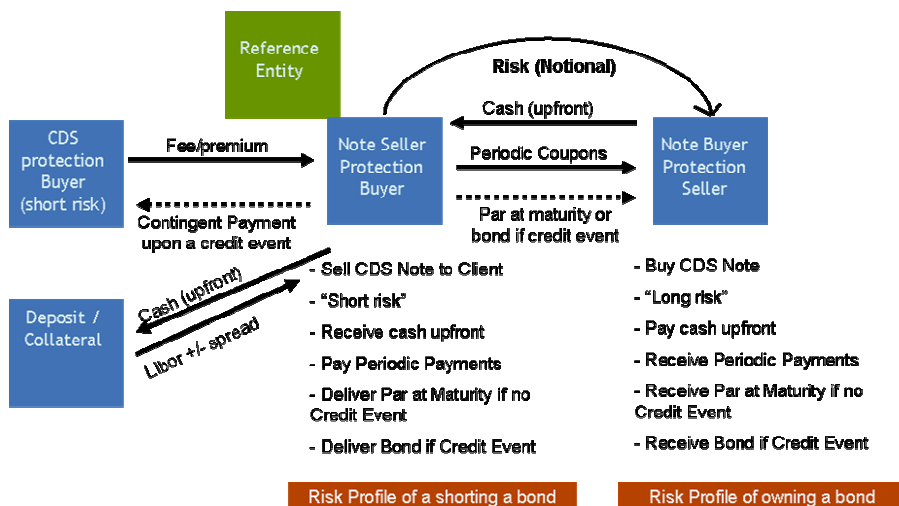 Reference
Entity
Risk (Notional)
Cash (upfront)
CDS
protection
Buyer
(short risk)
Fee/premium
Note Seller
Protection
Buyer
Periodic Coupons
Note Buyer
Protection
Seller
Contingent Payment
upon a credit event
Par at maturity or
bond if credit event
Deposit /
Collateral
Cash (upfront)
Libor +/- spread
- Sell CDS Note to Client
- "Short risk"
- Receive cash upfront
- Pay Periodic Payments
- Deliver Par at Maturity if no
Credit Event
- Deliver Bond if Credit Event
- Buy CDS Note
- "Long risk"
- Pay cash upfront
- Receive Periodic Payments
- Receive Par at Maturity if no
Credit Event
- Receive Bond if Credit Event
Risk Profile of a shorting a bond
Risk Profile of owning a bond